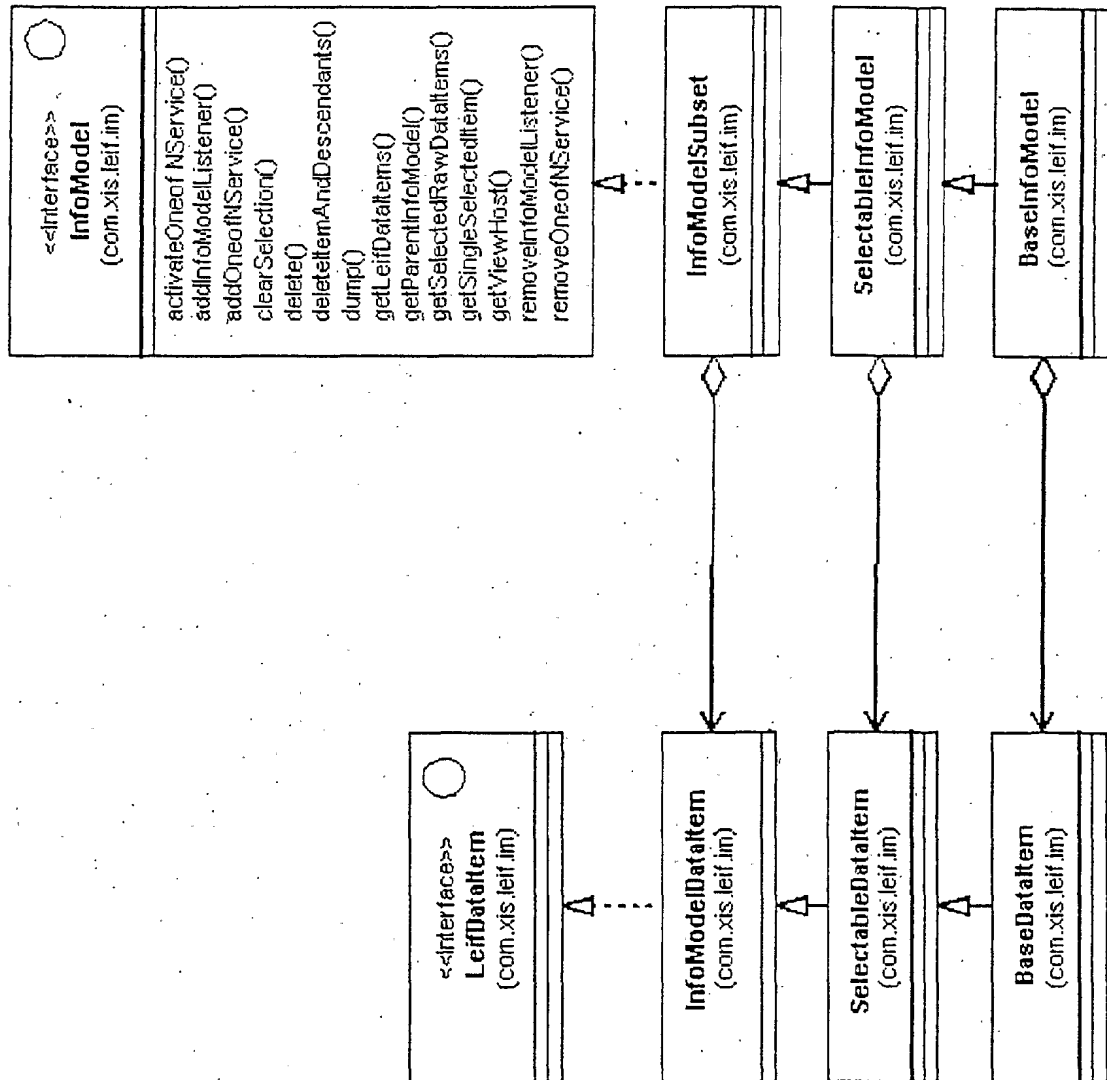 <<Interface>>
InfoModel
(com.xis.leif.im)
activateOneofNService()
addInfoModelListener()
addOneofNService()
clearSelection()
delete()
deleteItemAndDescendants()
dump()
getLeifDataItems()
getParentInfoModel()
getSelectedRawDataItems()
getSingleSelectedItem()
getViewHost()
removeInfoModelListener()
removeOneofNService()
InfoModelSubset
(com.xis.leif.im)
SelectableInfoModel
(com.xis.leif.im)
BaseInfoModel
(com.xis.leif.im)
<<Interface>>
LeifDataItem
(com.xis.leif.im)
InfoModelDataItem
(com.xis.leif.im)
SelectableDataItem
(com.xis.leif.im)
BaseDataItem
(com.xis.leif.im)